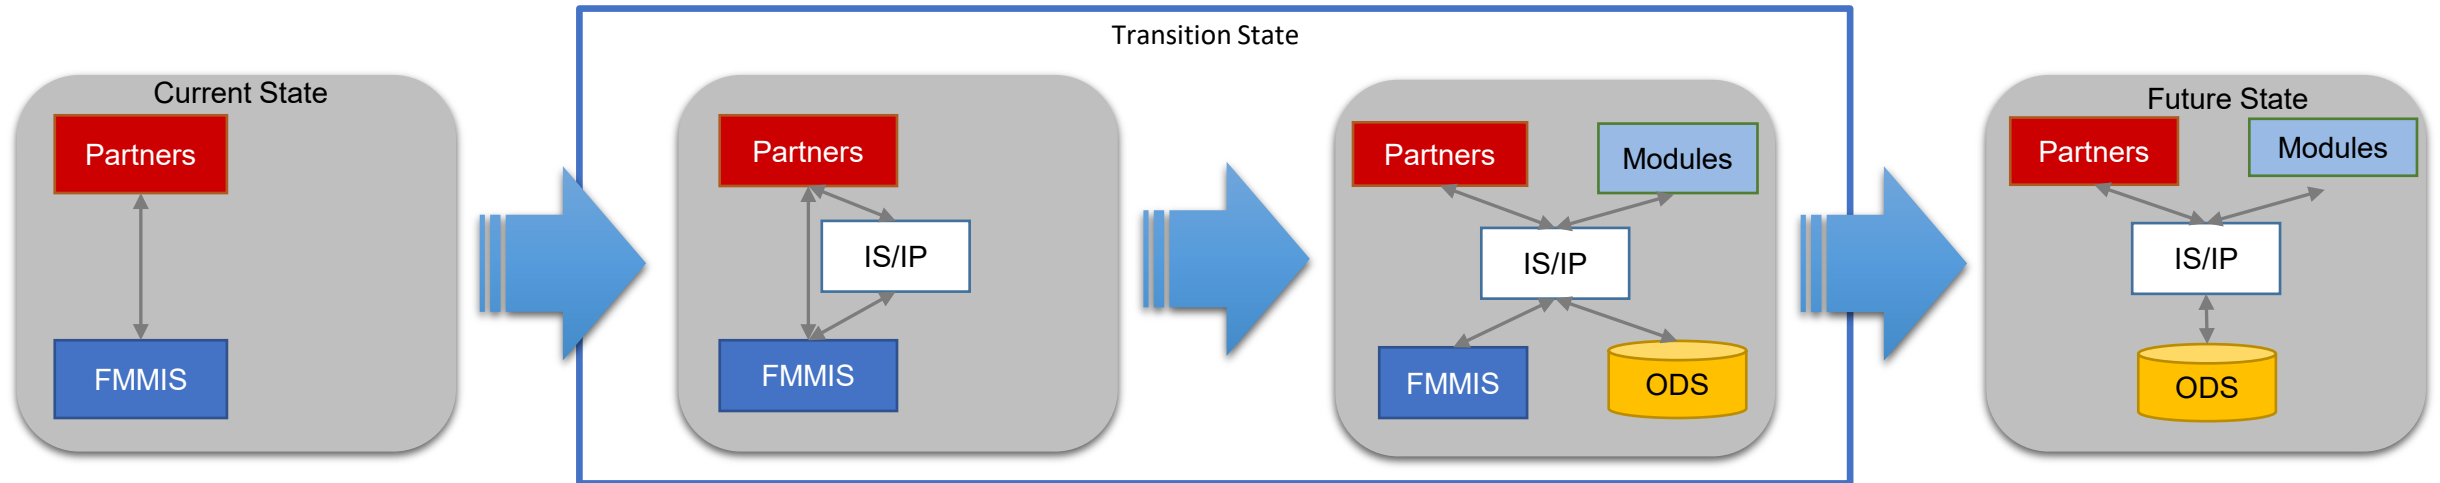 Transition State
Current State
Partners
FMMIS
Partners
IS/IP
FMMIS
Partners
Modules
IS/IP
FMMIS
ODS
Future State
Partners
Modules
IS/IP
ODS